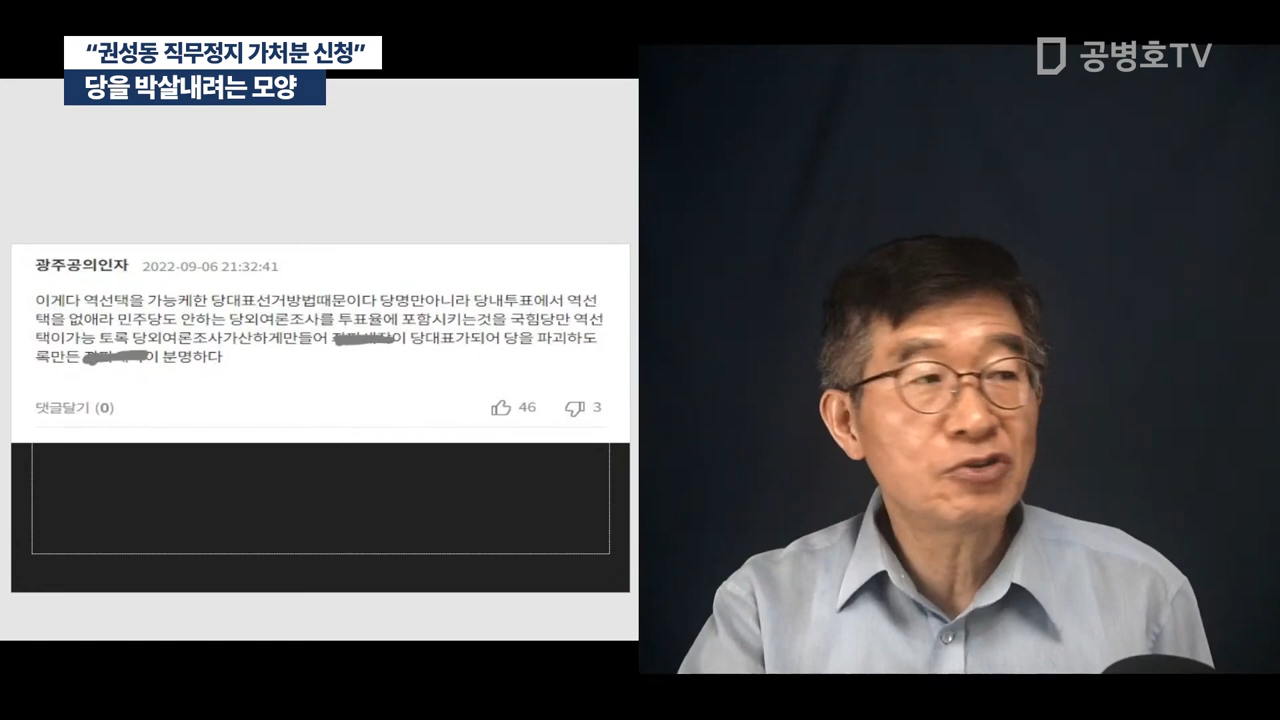 “권성동 직무정지 가처분 신청”
당을 박살내려는 모양
공병호TV
광주공의인자 2022-09-06 21:32:41
이게다 역선택을 가능케한 당대표선거방법때문이다 당명만아니라 당내투표에서 역선
택을 없애라 민주당도 안하는 당외여론조사를 투표율에 포함시키는것을 국힘당만 역선
택이가능 토록 당외여론조사가산하게만들어 이 당대표가되어 당을 파괴하도
록만든 이 분명하다
댓글달기 (0) 46 3